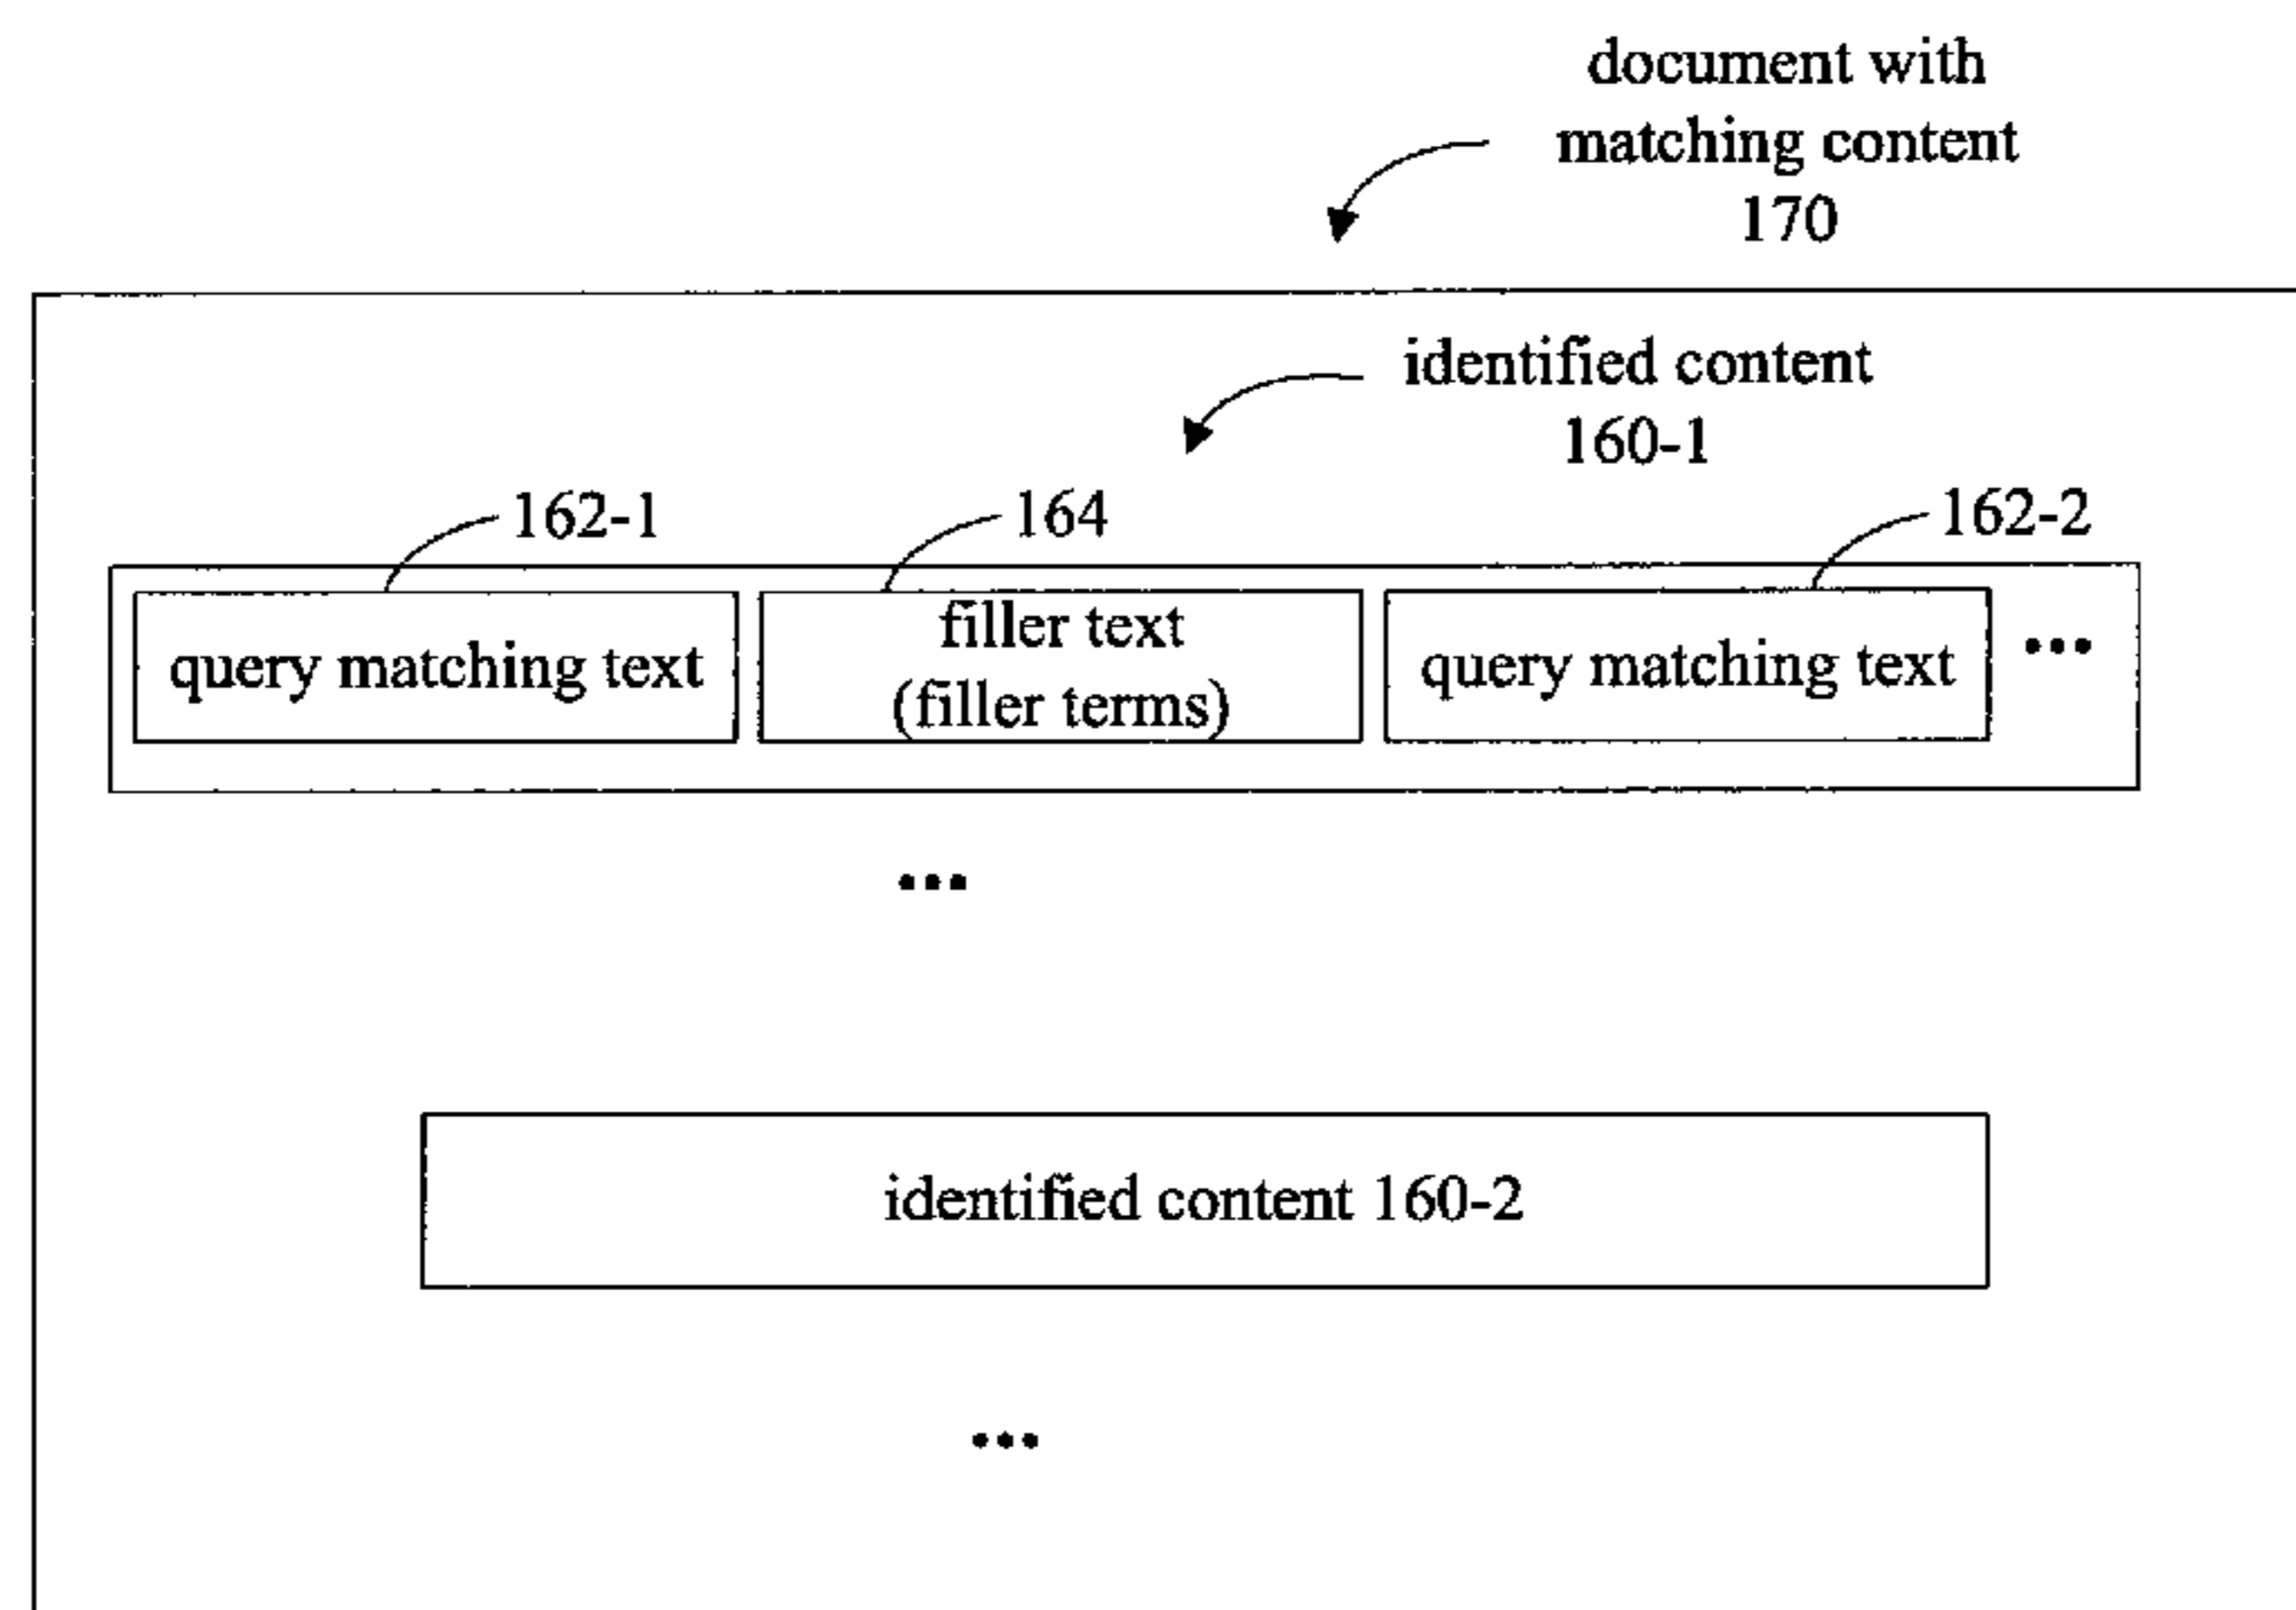 document with
matching content
170
identified content
160-1
162-1 164 162-2
query matching text
filler text
(filler terms)
query matching text
...
...
identified content 160-2
...